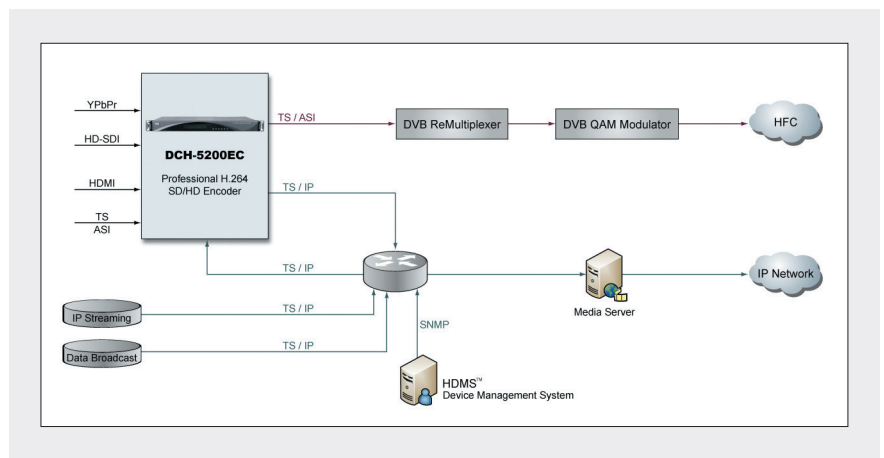 YPbPr
HD-SDI
HDMI
TS
ASI
DCH-5200EC
Professional H.264
SD/HD Encoder
TS / ASI
DVB ReMultiplexer
DVB QAM Modulator
HFC
TS / IP
TS / IP
IP Streaming
TS / IP
Data Broadcast
TS / IP
SNMP
Media Server
IP Network
HDMS™
Device Management System